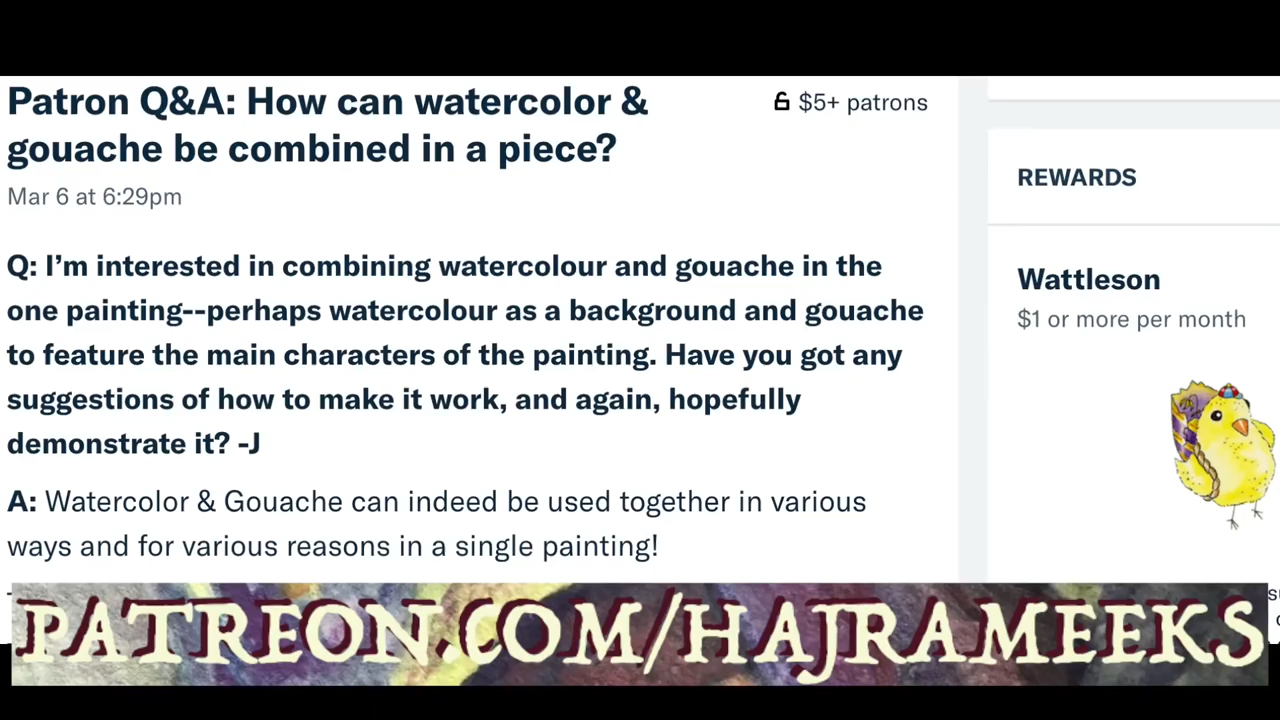 Patron Q&A: How can watercolor &
gouache be combined in a piece?
$5+ patrons
Mar 6 at 6:29pm
Q: I’m interested in combining watercolour and gouache in the
one painting--perhaps watercolour as a background and gouache
to feature the main characters of the painting. Have you got any
suggestions of how to make it work, and again, hopefully
demonstrate it? -J
A: Watercolor & Gouache can indeed be used together in various
ways and for various reasons in a single painting!
REWARDS
Wattleson
$1 or more per month
PATREON.COM/HAJRAMEEKS